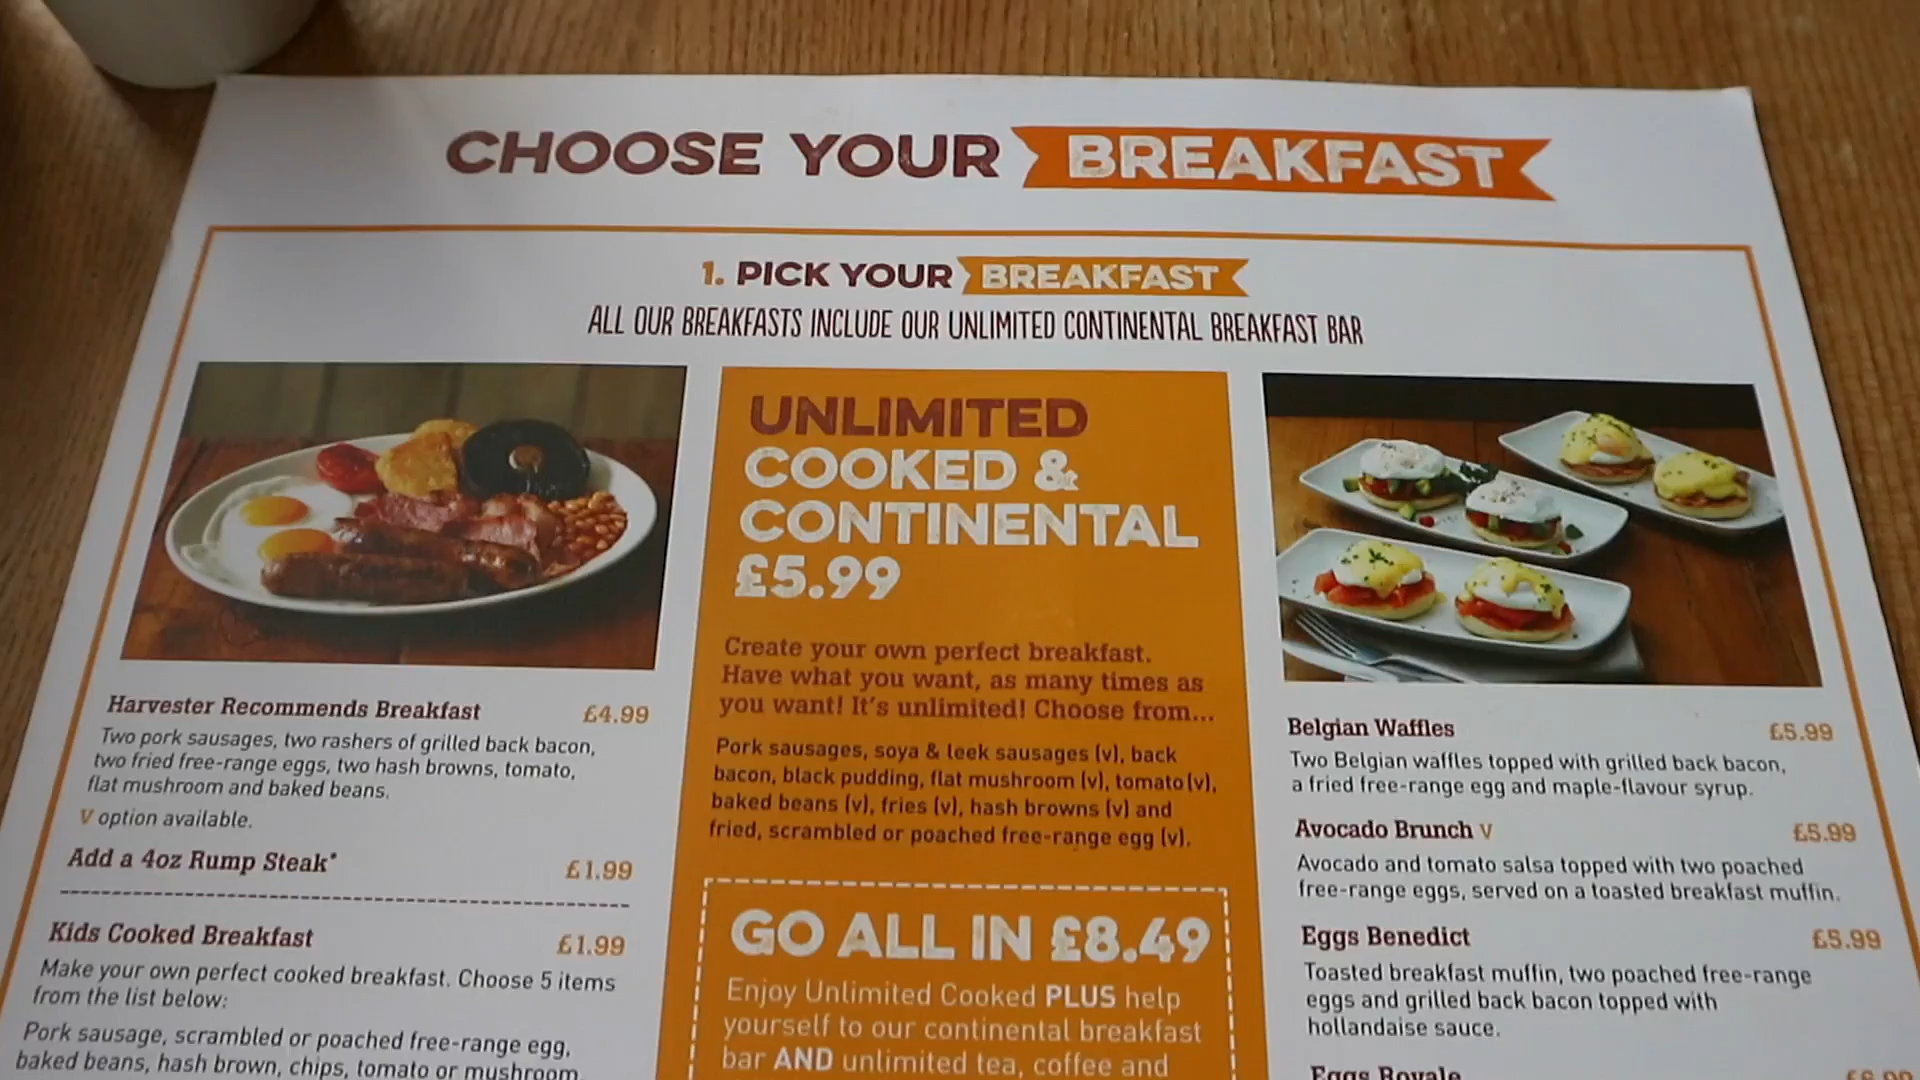 CHOOSE YOUR BREAKFAST
1. PICK YOUR BREAKFAST
ALL OUR BREAKFASTS INCLUDE OUR UNLIMITED CONTINENTAL BREAKFAST BAR
Harvester Recommends Breakfast £4.99
Two pork sausages, two rashers of grilled back bacon,
two fried free-range eggs, two hash browns, tomato,
flat mushroom and baked beans.
V option available.
Add a 4oz Rump Steak* £1.99
Kids Cooked Breakfast £1.99
Make your own perfect cooked breakfast. Choose 5 items
from the list below:
Pork sausage, scrambled or poached free-range egg,
baked beans, hash brown, chips, tomato or mushroom.
UNLIMITED
COOKED &
CONTINENTAL
£5.99
Create your own perfect breakfast.
Have what you want, as many times as
you want! It's unlimited! Choose from...
Pork sausages, soya & leek sausages (v), back
bacon, black pudding, flat mushroom (v), tomato (v),
baked beans (v), fries (v), hash browns (v) and
fried, scrambled or poached free-range egg (v).
GO ALL IN £8.49
Enjoy Unlimited Cooked PLUS help
yourself to our continental breakfast
bar AND unlimited tea, coffee and
Belgian Waffles £5.99
Two Belgian waffles topped with grilled back bacon,
a fried free-range egg and maple-flavour syrup.
Avocado Brunch V £5.99
Avocado and tomato salsa topped with two poached
free-range eggs, served on a toasted breakfast muffin.
Eggs Benedict £5.99
Toasted breakfast muffin, two poached free-range
eggs and grilled back bacon topped with
hollandaise sauce.
Eggs Royale